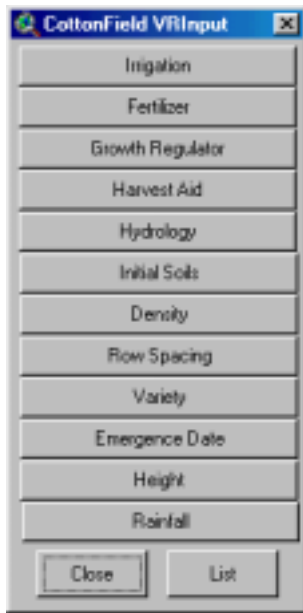 CottonField VRInput
Irrigation
Fertilizer
Growth Regulator
Harvest Aid
Hydrology
Initial Soils
Density
Row Spacing
Variety
Emergence Date
Height
Rainfall
Close List